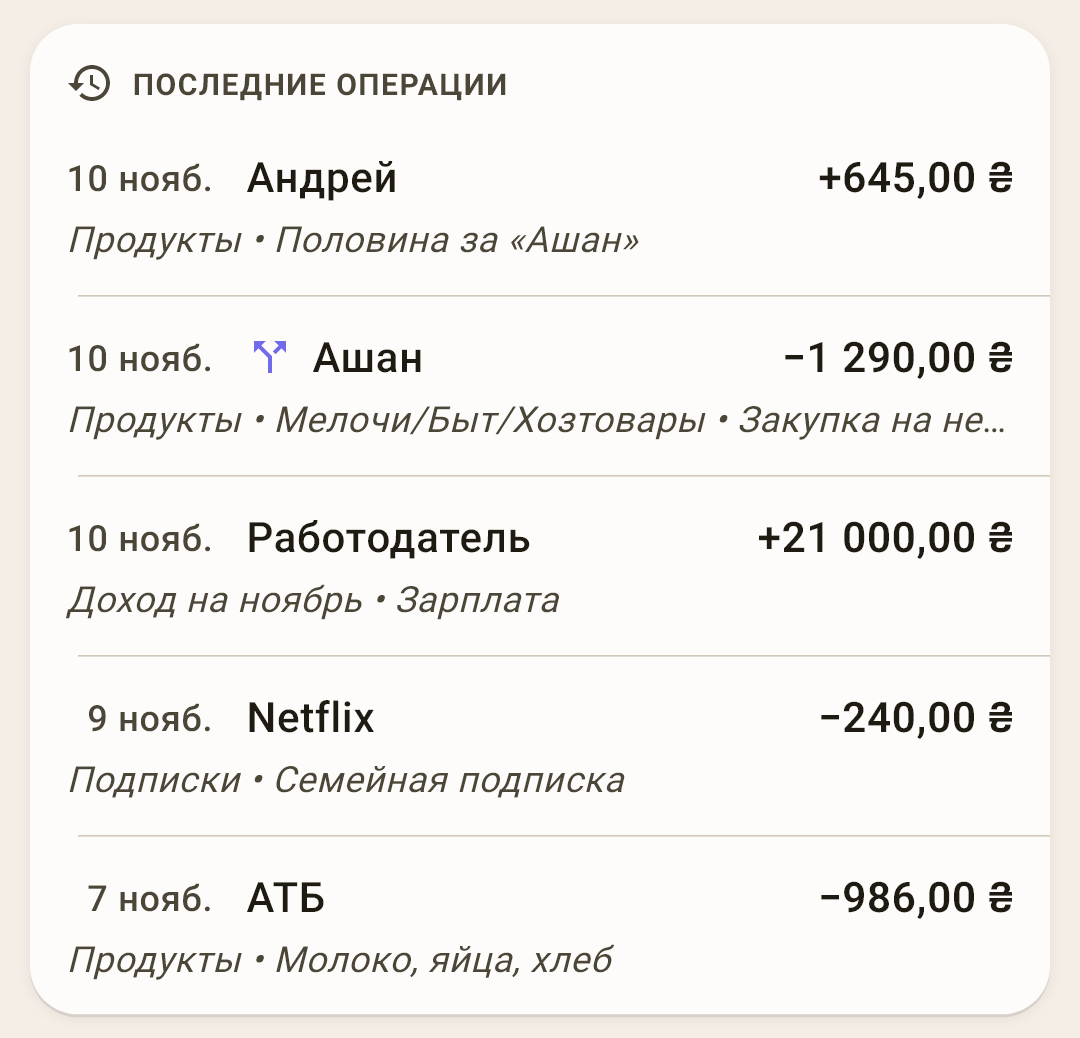 ПОСЛЕДНИЕ ОПЕРАЦИИ
10 нояб. Андрей +645,00 ₴
Продукты • Половина за «Ашан»
10 нояб. Ашан −1 290,00 ₴
Продукты • Мелочи/Быт/Хозтовары • Закупка на не…
10 нояб. Работодатель +21 000,00 ₴
Доход на ноябрь • Зарплата
9 нояб. Netflix −240,00 ₴
Подписки • Семейная подписка
7 нояб. АТБ −986,00 ₴
Продукты • Молоко, яйца, хлеб